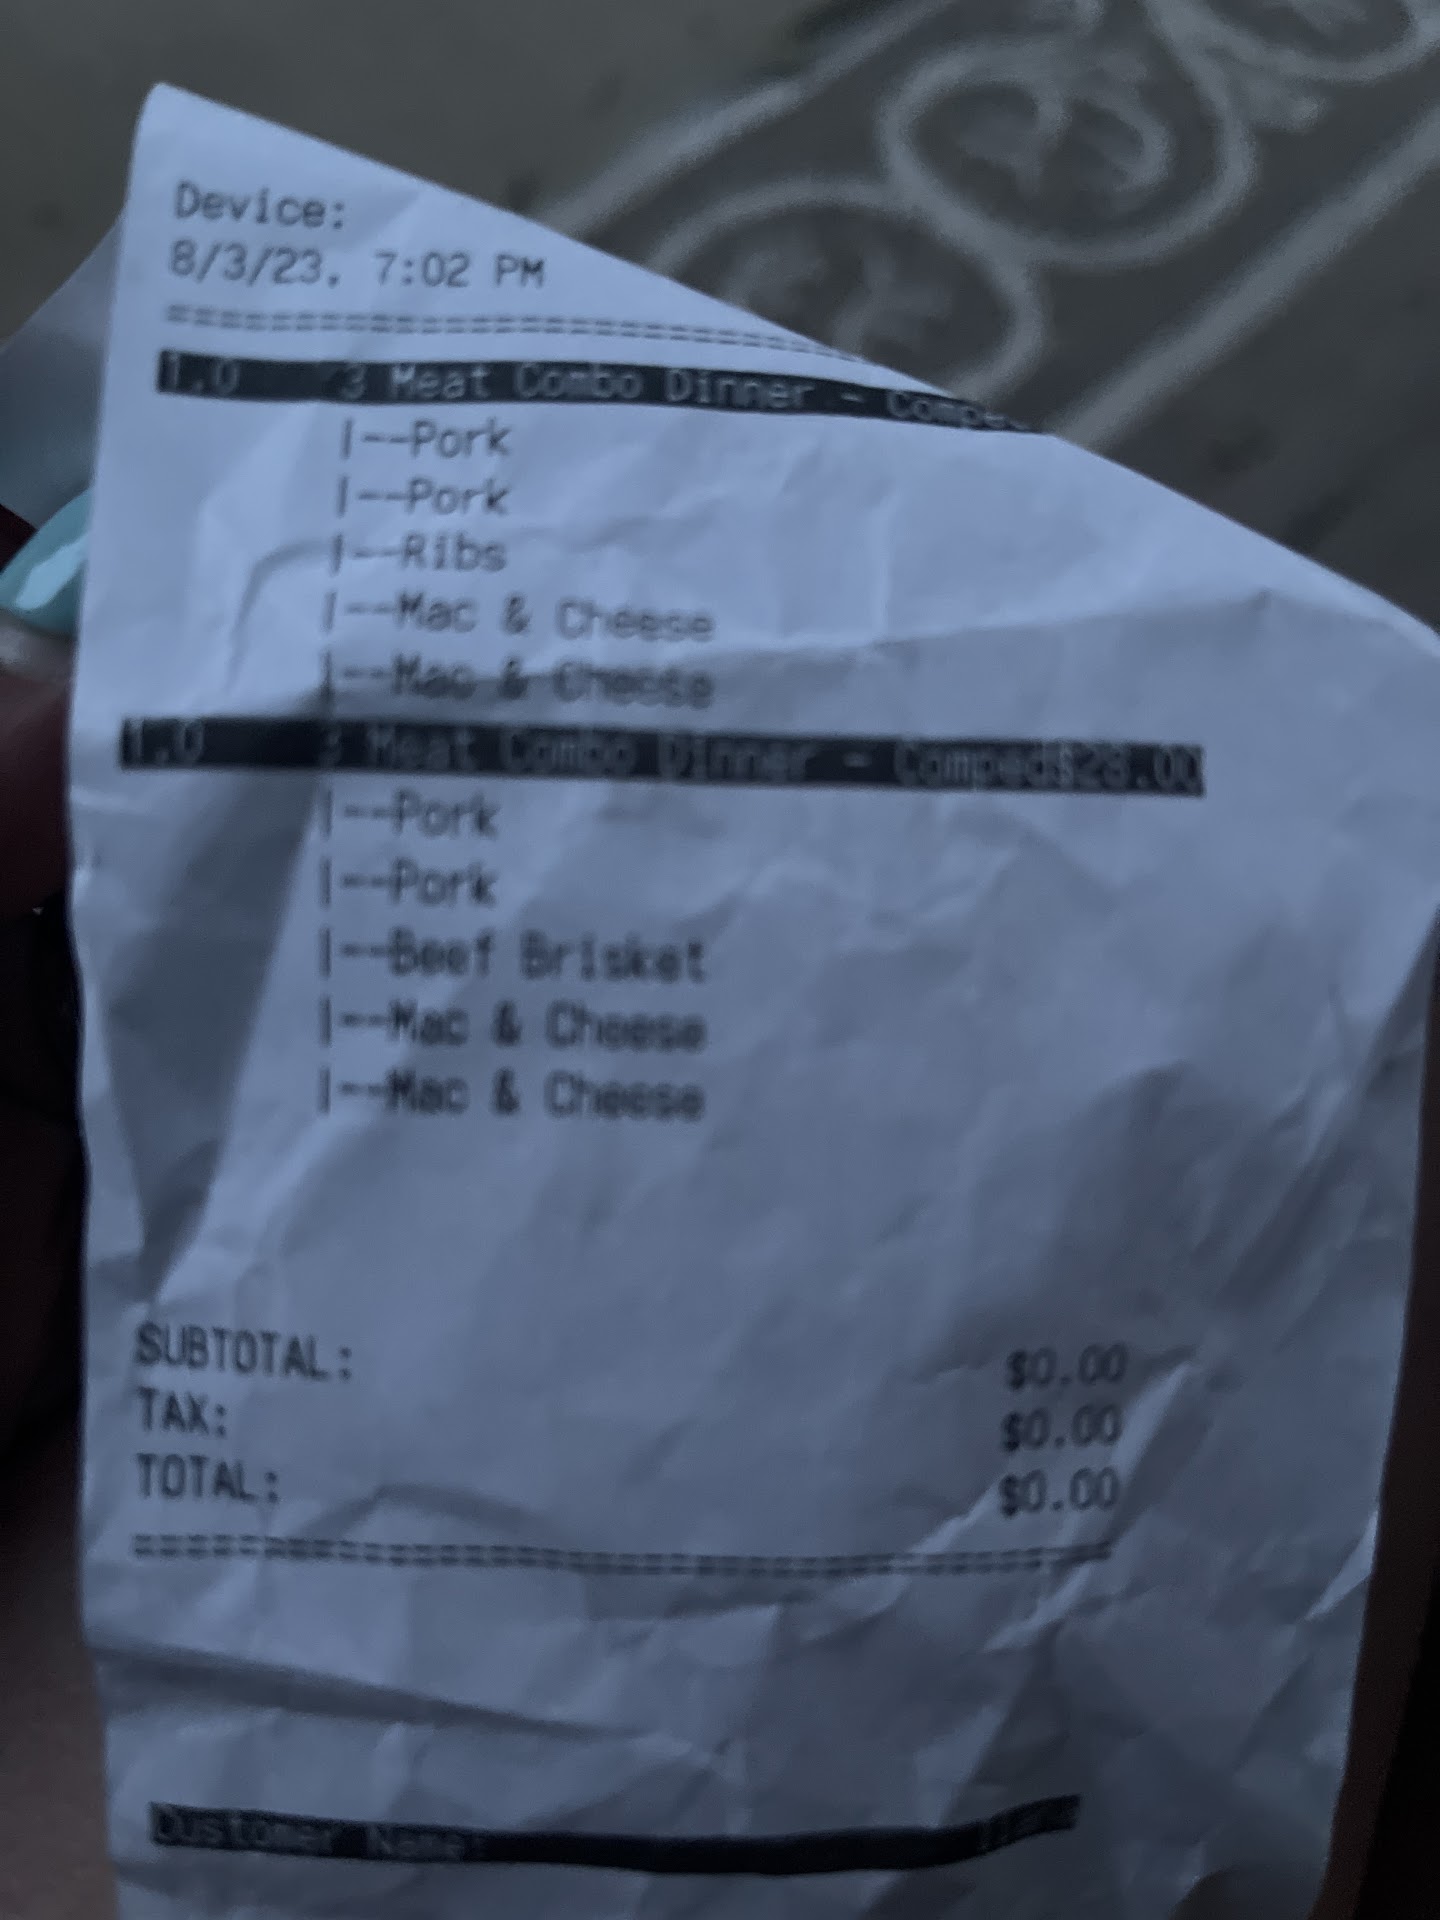 Device:
8/3/23, 7:02 PM
========================================
1.0 3 Meat Combo Dinner - Comped
|--Pork
|--Pork
|--Ribs
|--Mac & Cheese
|--Mac & Cheese
1.0 3 Meat Combo Dinner - Comped$28.00
|--Pork
|--Pork
|--Beef Brisket
|--Mac & Cheese
|--Mac & Cheese
SUBTOTAL: $0.00
TAX: $0.00
TOTAL: $0.00
========================================
Customer Name: